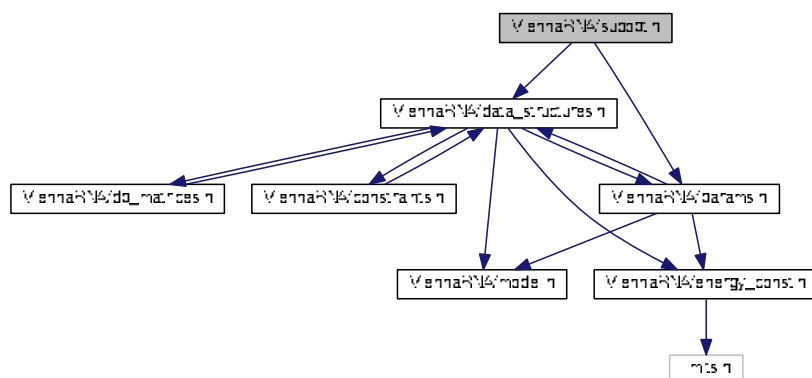 ViennaRNA/subopt.h
ViennaRNA/data_structures.h
ViennaRNA/dp_matrices.h
ViennaRNA/constraints.h
ViennaRNA/params.h
ViennaRNA/model.h
ViennaRNA/energy_const.h
limits.h